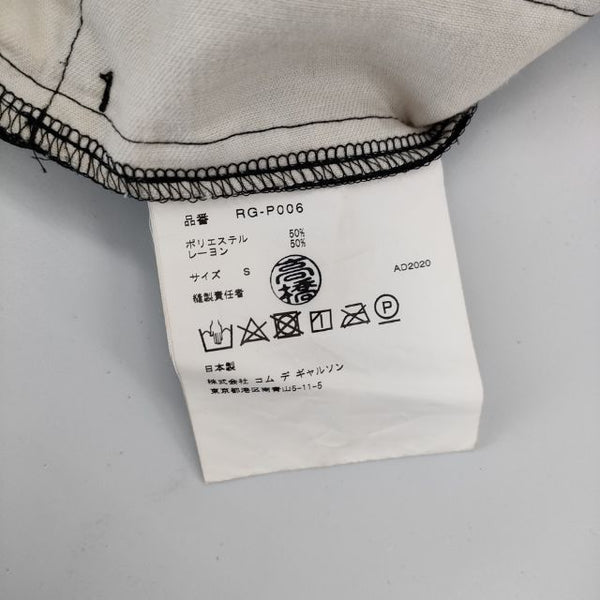 品番 RG-P006
ポリエステル 50%
レーヨン 50%
サイズ S
縫製責任者 高橋 AD2020
P
日本製
株式会社 コム デ ギャルソン
東京都港区南青山5-11-5